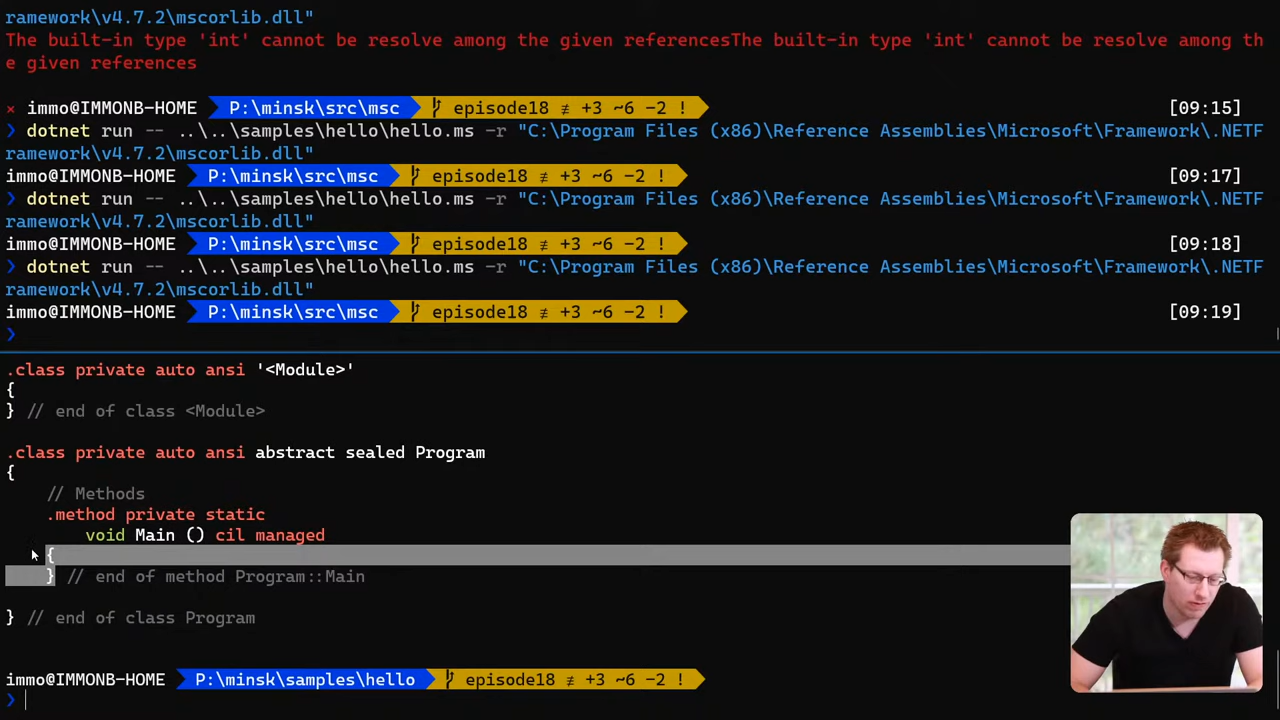 ramework\v4.7.2\mscorlib.dll"
The built-in type 'int' cannot be resolve among the given referencesThe built-in type 'int' cannot be resolve among th
e given references
× immo@IMMONB-HOME P:\minsk\src\msc episode18 ≢ +3 ~6 -2 ! [09:15]
❯ dotnet run -- ..\..\samples\hello\hello.ms -r "C:\Program Files (x86)\Reference Assemblies\Microsoft\Framework\.NETF
ramework\v4.7.2\mscorlib.dll"
immo@IMMONB-HOME P:\minsk\src\msc episode18 ≢ +3 ~6 -2 ! [09:17]
❯ dotnet run -- ..\..\samples\hello\hello.ms -r "C:\Program Files (x86)\Reference Assemblies\Microsoft\Framework\.NETF
ramework\v4.7.2\mscorlib.dll"
immo@IMMONB-HOME P:\minsk\src\msc episode18 ≢ +3 ~6 -2 ! [09:18]
❯ dotnet run -- ..\..\samples\hello\hello.ms -r "C:\Program Files (x86)\Reference Assemblies\Microsoft\Framework\.NETF
ramework\v4.7.2\mscorlib.dll"
immo@IMMONB-HOME P:\minsk\src\msc episode18 ≢ +3 ~6 -2 ! [09:19]
❯
.class private auto ansi '<Module>'
{
} // end of class <Module>
.class private auto ansi abstract sealed Program
{
// Methods
.method private static
void Main () cil managed
{
} // end of method Program::Main
} // end of class Program
immo@IMMONB-HOME P:\minsk\samples\hello episode18 ≢ +3 ~6 -2 !
❯